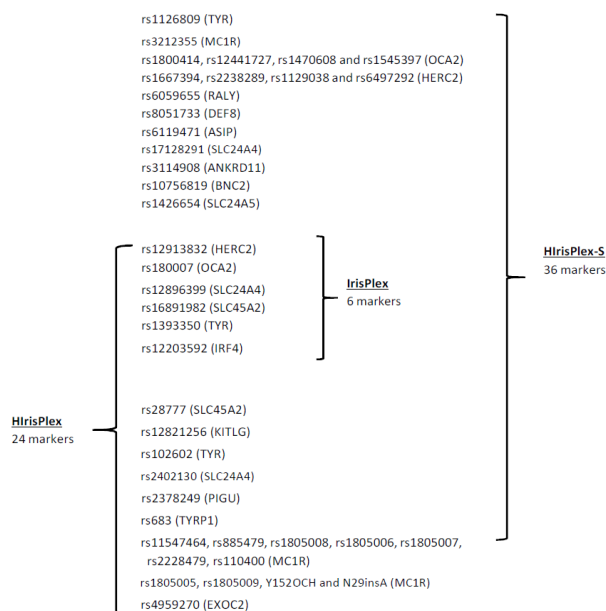 rs1126809 (TYR)
rs3212355 (MC1R)
rs1800414, rs12441727, rs1470608 and rs1545397 (OCA2)
rs1667394, rs2238289, rs1129038 and rs6497292 (HERC2)
rs6059655 (RALY)
rs8051733 (DEF8)
rs6119471 (ASIP)
rs17128291 (SLC24A4)
rs3114908 (ANKRD11)
rs10756819 (BNC2)
rs1426654 (SLC24A5)
rs12913832 (HERC2)
rs180007 (OCA2)
rs12896399 (SLC24A4)
rs16891982 (SLC45A2)
rs1393350 (TYR)
rs12203592 (IRF4)
IrisPlex
6 markers
HIrisPlex-S
36 markers
HIrisPlex
24 markers
rs28777 (SLC45A2)
rs12821256 (KITLG)
rs102602 (TYR)
rs2402130 (SLC24A4)
rs2378249 (PIGU)
rs683 (TYRP1)
rs11547464, rs885479, rs1805008, rs1805006, rs1805007,
rs2228479, rs110400 (MC1R)
rs1805005, rs1805009, Y152OCH and N29insA (MC1R)
rs4959270 (EXOC2)